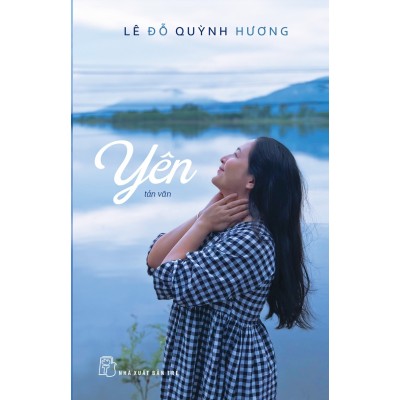 LÊ ĐỖ QUỲNH HƯƠNG
Yên
tản văn
NHÀ XUẤT BẢN TRẺ